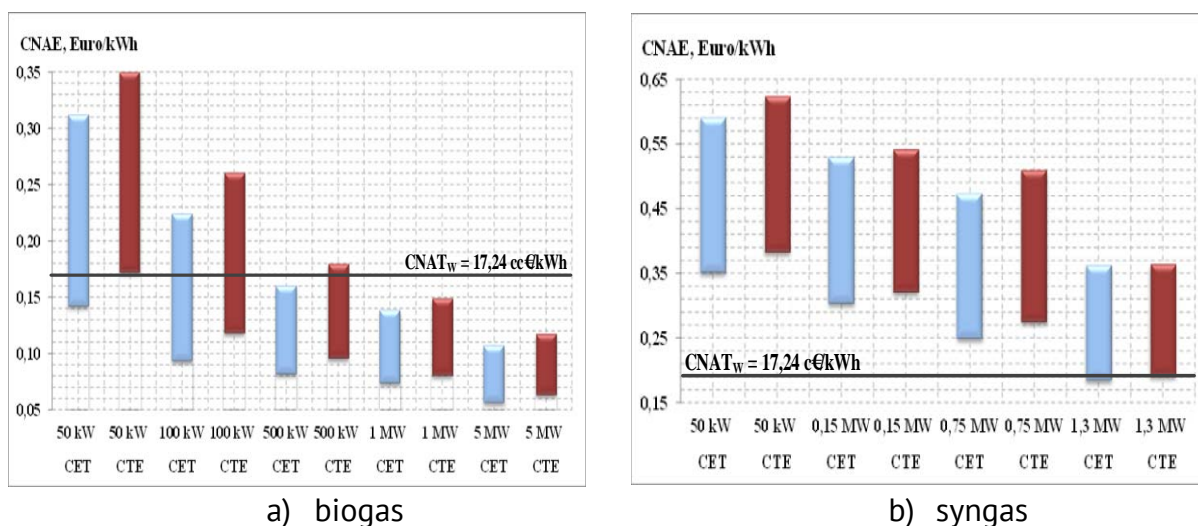 CNAE, Euro/kWh
0,35
0,30
0,25
0,20
0,15
0,10
0,05
CNATW = 17,24 cc€/kWh
50 kW 50 kW 100 kW 100 kW 500 kW 500 kW 1 MW 1 MW 5 MW 5 MW
CET CTE CET CTE CET CTE CET CTE CET CTE
a) biogas
CNAE, Euro/kWh
0,65
0,55
0,45
0,35
0,25
0,15
CNATW = 17,24 c€/kWh
50 kW 50 kW 0,15 MW 0,15 MW 0,75 MW 0,75 MW 1,3 MW 1,3 MW
CET CTE CET CTE CET CTE CET CTE
b) syngas